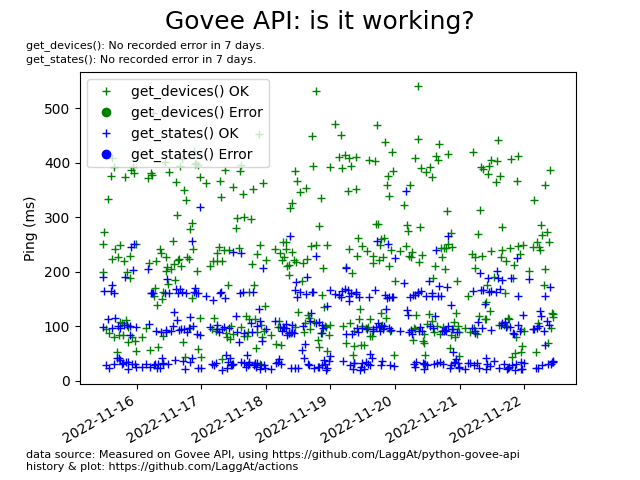 Govee API: is it working?
get_devices(): No recorded error in 7 days.
get_states(): No recorded error in 7 days.
get_devices() OK
get_devices() Error
get_states() OK
get_states() Error
Ping (ms)
500
400
300
200
100
0
2022-11-16
2022-11-17
2022-11-18
2022-11-19
2022-11-20
2022-11-21
2022-11-22
data source: Measured on Govee API, using https://github.com/LaggAt/python-govee-api
history & plot: https://github.com/LaggAt/actions